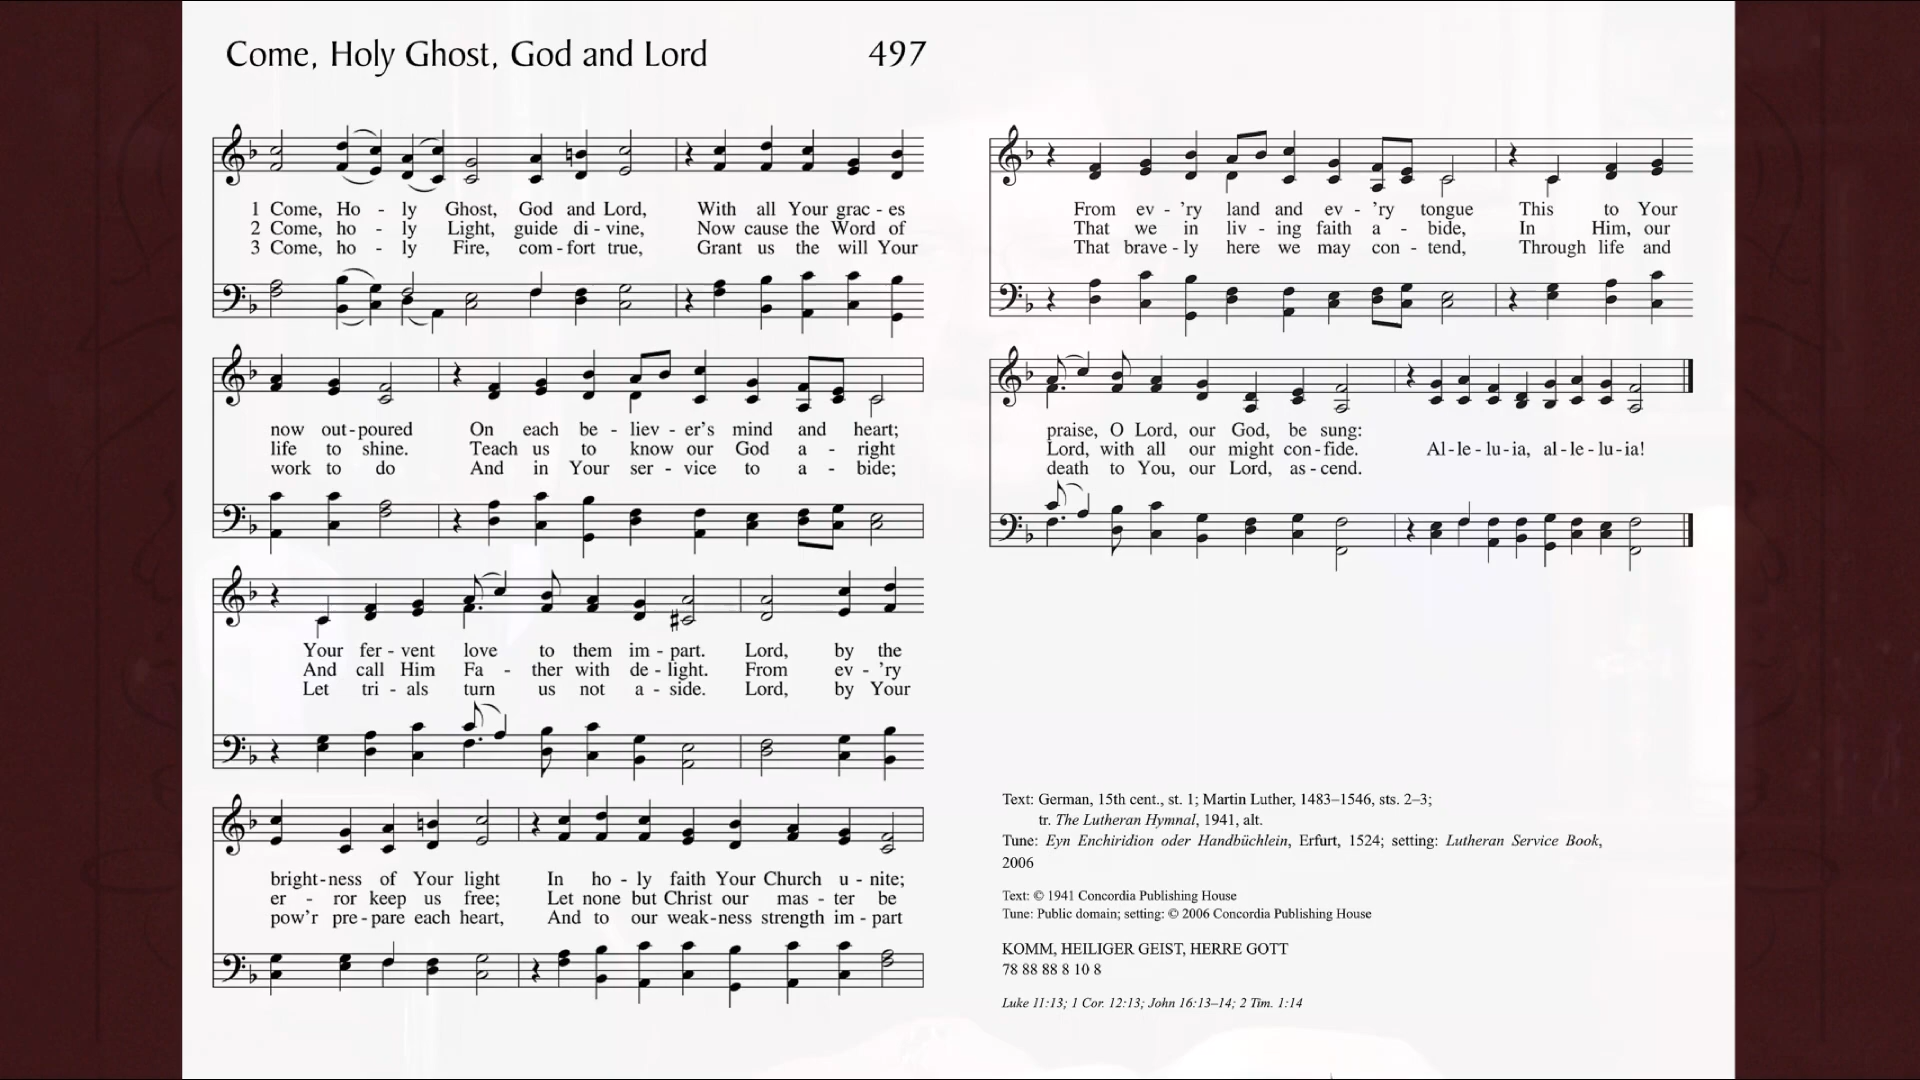 Come, Holy Ghost, God and Lord 497
1 Come, Ho - ly Ghost, God and Lord, With all Your grac - es
2 Come, ho - ly Light, guide di - vine, Now cause the Word of
3 Come, ho - ly Fire, com - fort true, Grant us the will Your
now out - poured On each be - liev - er's mind and heart;
life to shine. Teach us to know our God a - right
work to do And in Your ser - vice to a - bide;
Your fer - vent love to them im - part. Lord, by the
And call Him Fa - ther with de - light. From ev - 'ry
Let tri - als turn us not a - side. Lord, by Your
bright - ness of Your light In ho - ly faith Your Church u - nite;
er - ror keep us free; Let none but Christ our mas - ter be
pow'r pre - pare each heart, And to our weak - ness strength im - part
From ev - 'ry land and ev - 'ry tongue This to Your
That we in liv - ing faith a - bide, In Him, our
That brave - ly here we may con - tend, Through life and
praise, O Lord, our God, be sung:
Lord, with all our might con - fide. Al - le - lu - ia, al - le - lu - ia!
death to You, our Lord, as - cend.
Text: German, 15th cent., st. 1; Martin Luther, 1483–1546, sts. 2–3;
tr. The Lutheran Hymnal, 1941, alt.
Tune: Eyn Enchiridion oder Handbüchlein, Erfurt, 1524; setting: Lutheran Service Book,
2006
Text: © 1941 Concordia Publishing House
Tune: Public domain; setting: © 2006 Concordia Publishing House
KOMM, HEILIGER GEIST, HERRE GOTT
78 88 88 8 10 8
Luke 11:13; 1 Cor. 12:13; John 16:13–14; 2 Tim. 1:14